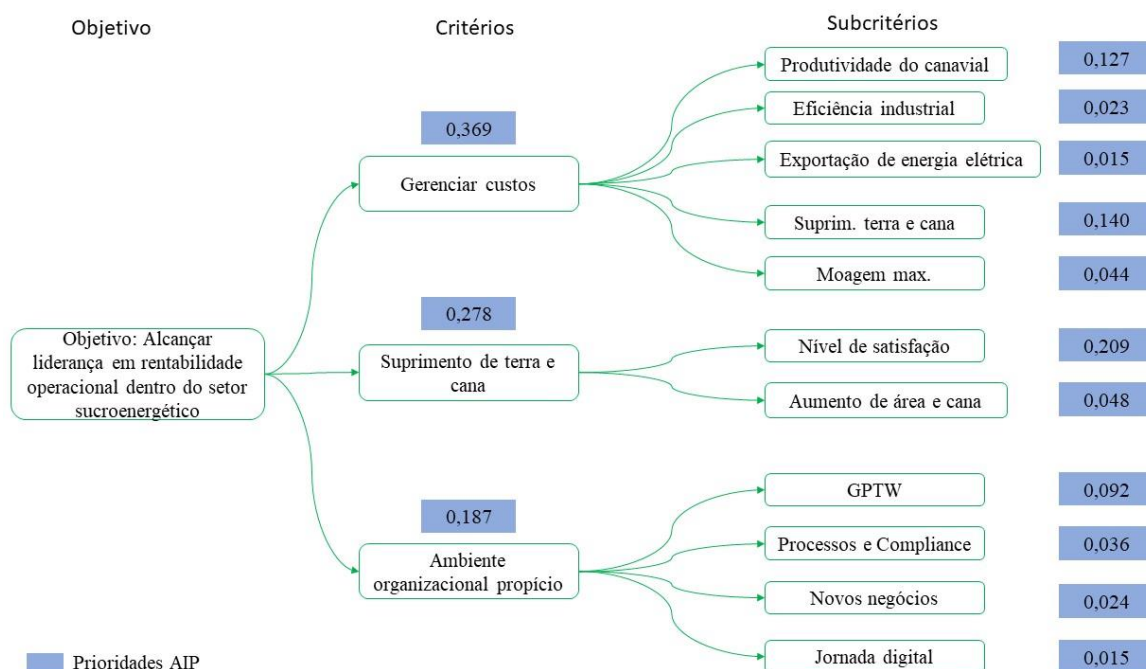 Objetivo
Critérios
Subcritérios
Produtividade do canavial
0,127
Eficiência industrial
0,023
0,369
Exportação de energia elétrica
0,015
Gerenciar custos
Suprim. terra e cana
0,140
Moagem max.
0,044
0,278
Objetivo: Alcançar
liderança em rentabilidade
operacional dentro do setor
sucroenergético
Suprimento de terra e
cana
Nível de satisfação
0,209
Aumento de área e cana
0,048
GPTW
0,092
0,187
Processos e Compliance
0,036
Ambiente
organizacional propício
Novos negócios
0,024
Jornada digital
0,015
Prioridades AIP